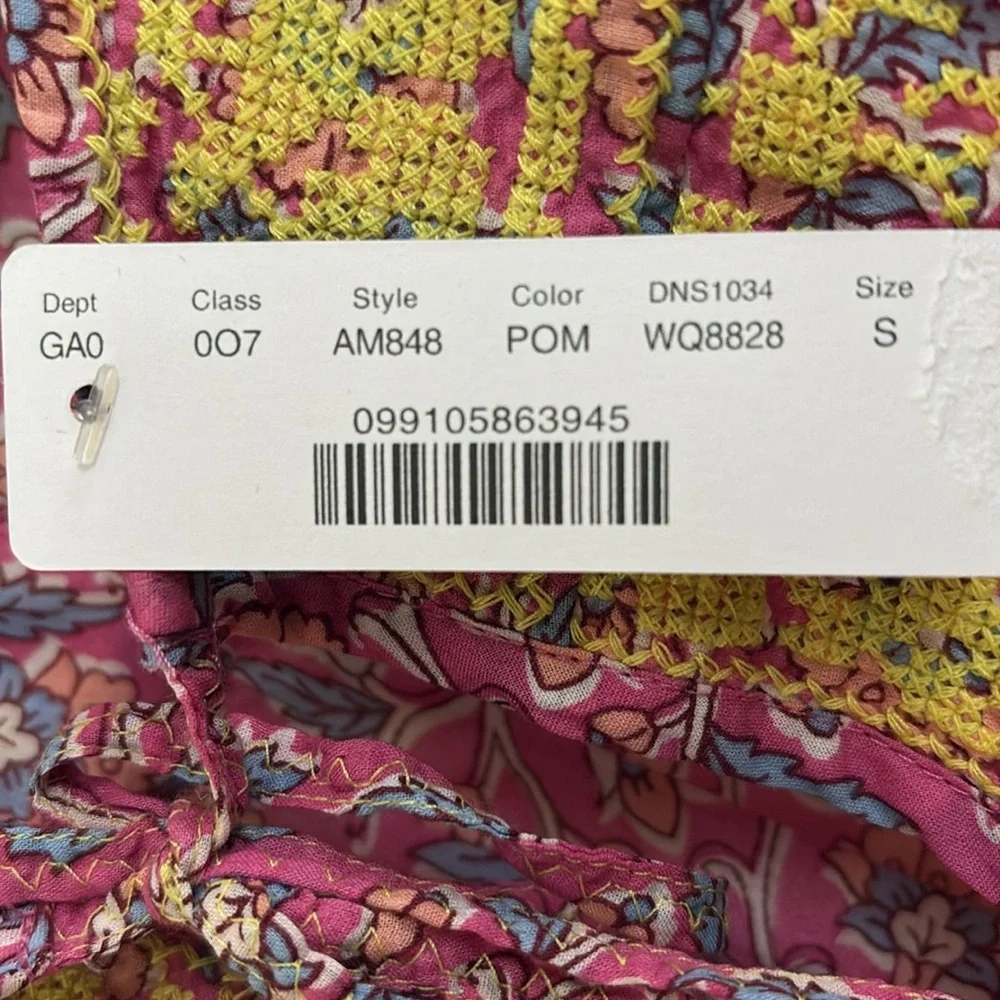 Dept Class Style Color DNS1034 Size
GA0 0O7 AM848 POM WQ8828 S
099105863945